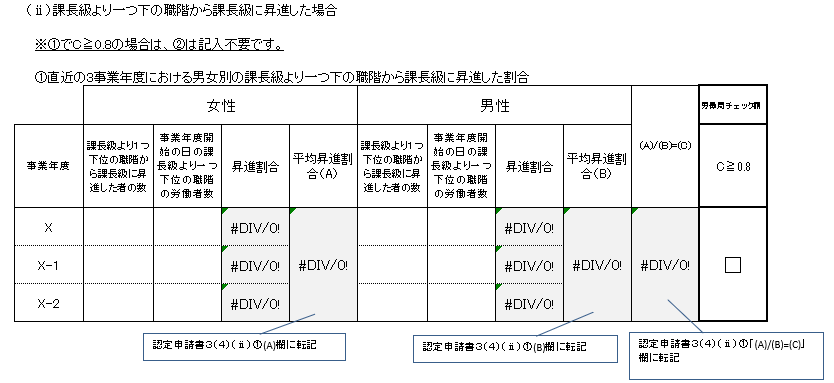 （ⅱ）課長級より一つ下の職階から課長級に昇進した場合
※①でC≧0.8の場合は、②は記入不要です。
①直近の3事業年度における男女別の課長級より一つ下の職階から課長級に昇進した割合
女性
男性
(A)/(B)=(C)
労働局チェック欄
事業年度
課長級より1つ
下位の職階か
ら課長級に昇
進した者の数
事業年度開
始の日の課
長級より一つ
下位の職階
の労働者数
昇進割合
平均昇進割
合(A)
課長級より1つ
下位の職階か
ら課長級に昇
進した者の数
事業年度開
始の日の課
長級より一つ
下位の職階
の労働者数
昇進割合
平均昇進割
合(B)
C≧0.8
X
#DIV/0!
#DIV/0!
X-1
#DIV/0!
#DIV/0!
#DIV/0!
#DIV/0!
#DIV/0!
□
X-2
#DIV/0!
#DIV/0!
認定申請書3(4)(ⅱ)①(A)欄に転記
認定申請書3(4)(ⅱ)①(B)欄に転記
認定申請書3(4)(ⅱ)①「(A)/(B)=(C)」
欄に転記